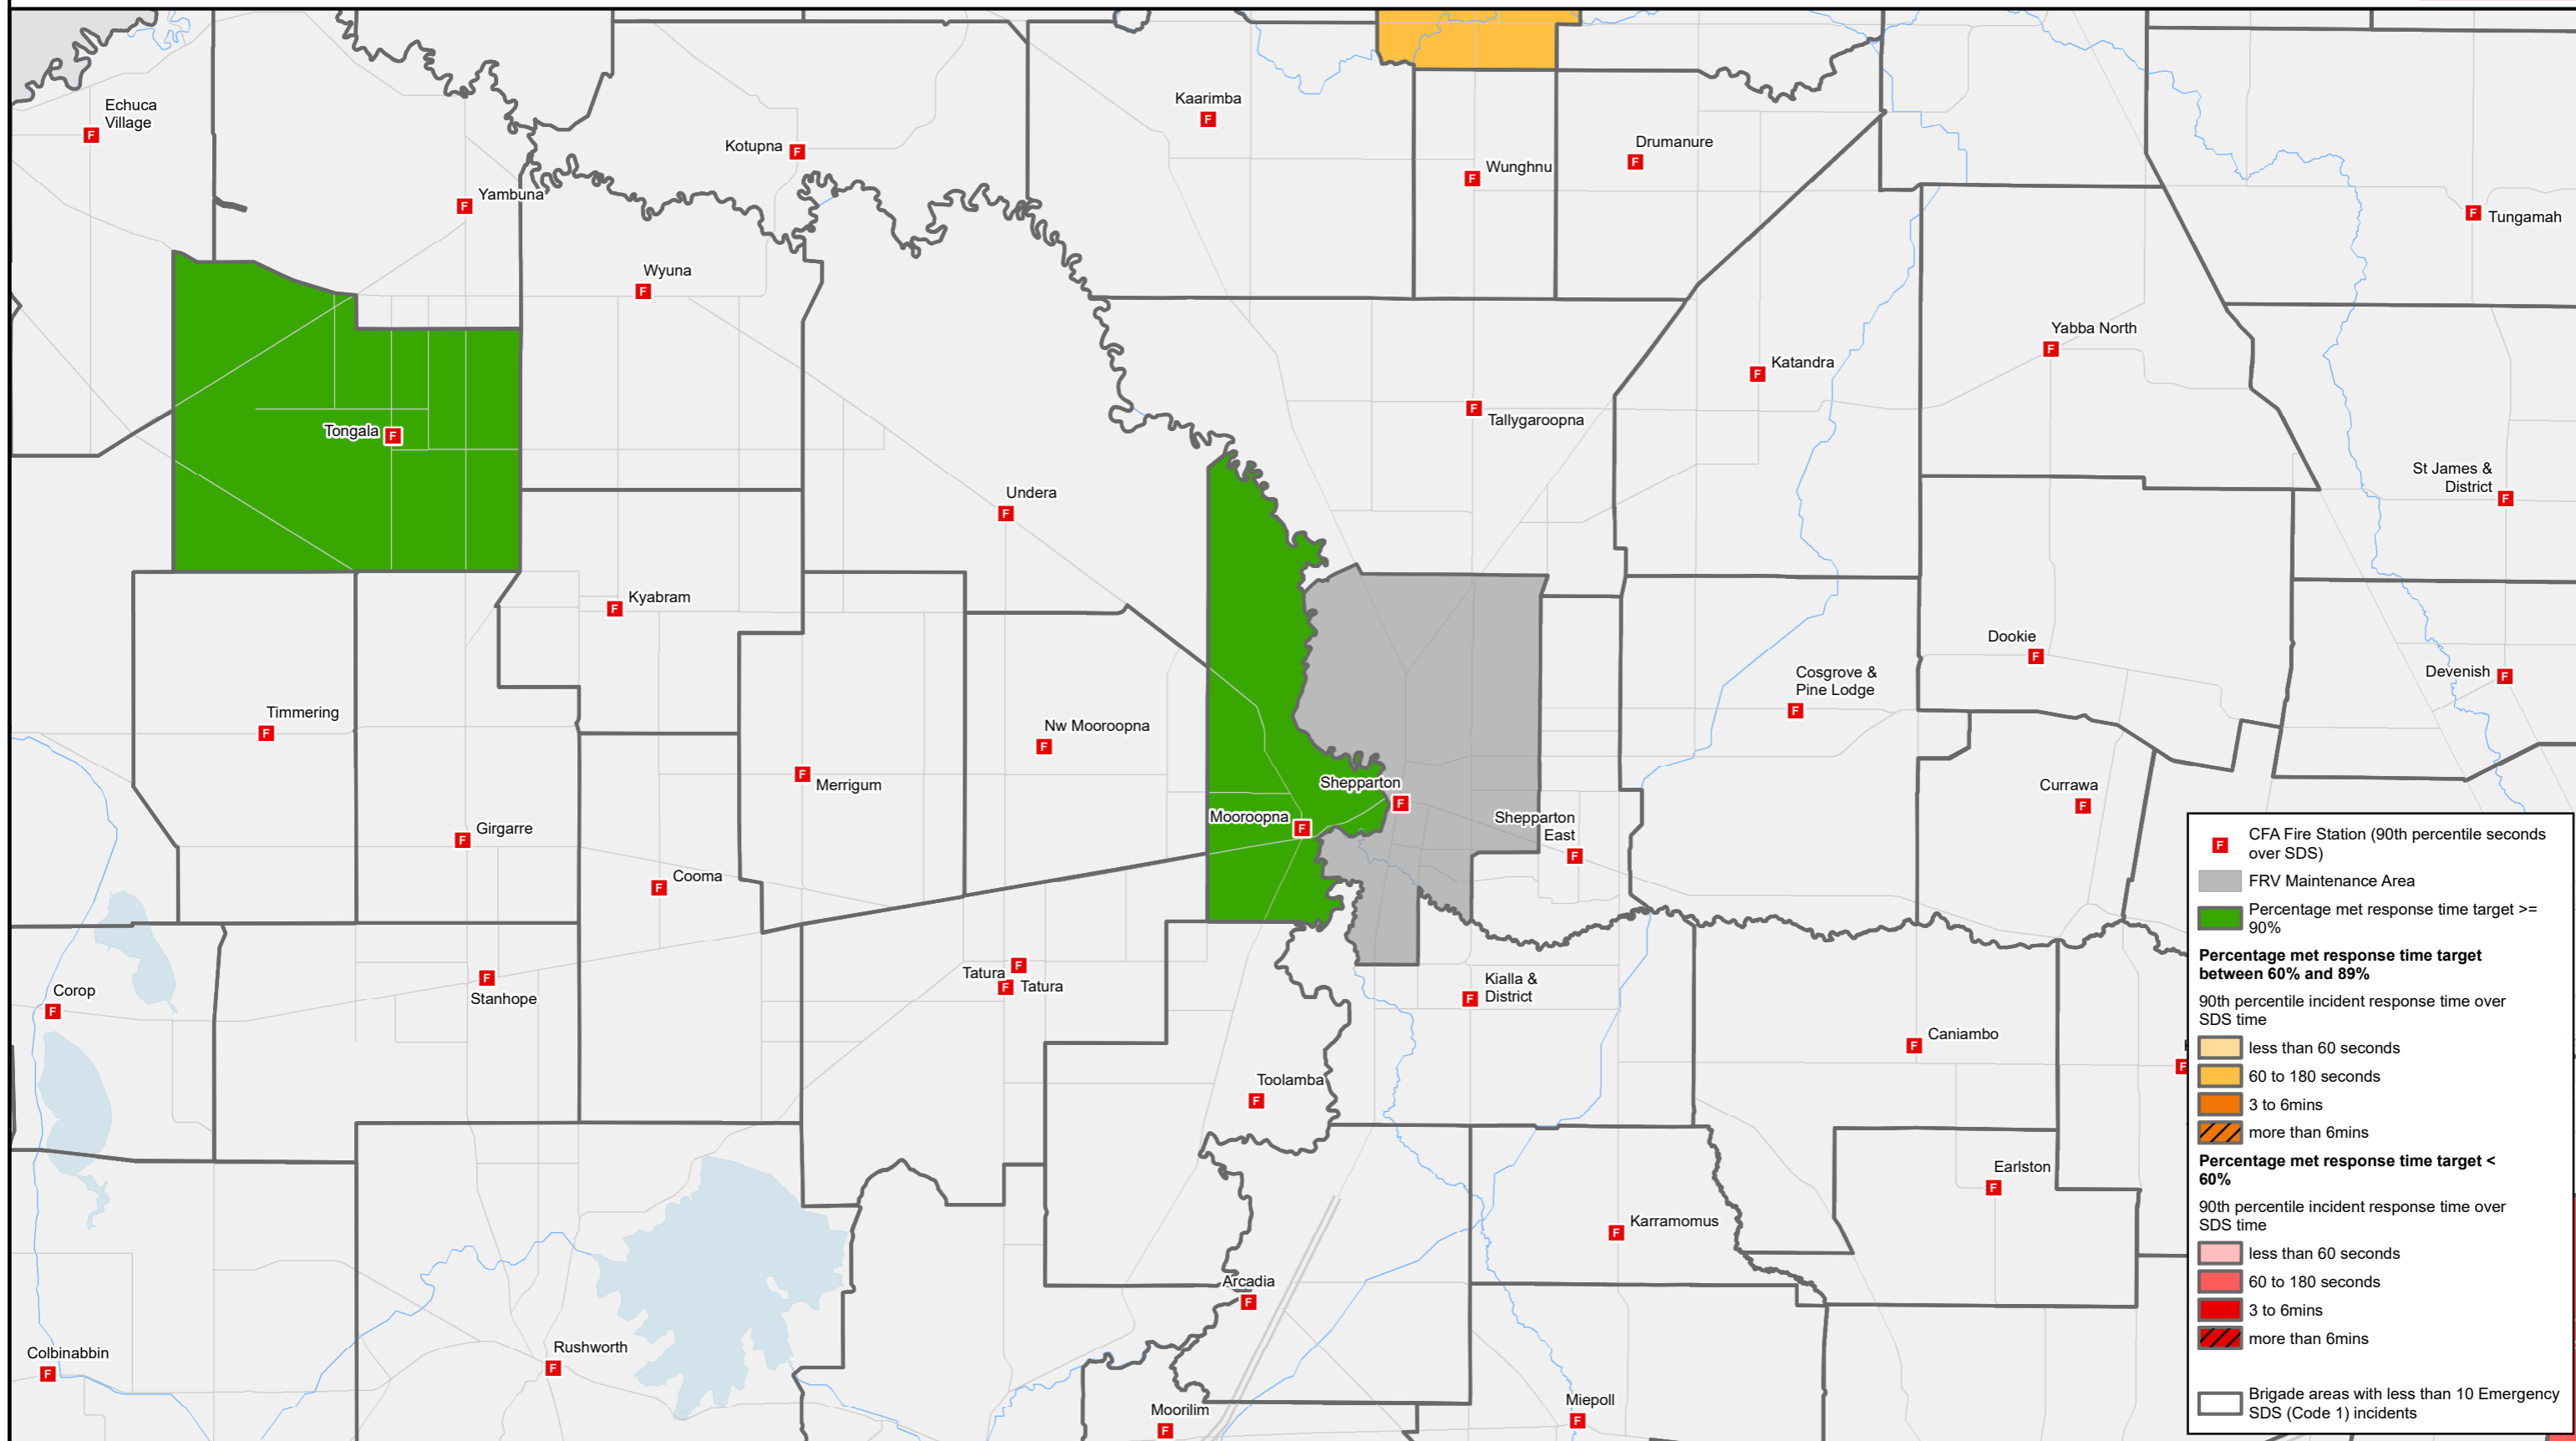 Echuca
Village
Kaarimba
Kotupna
Drumanure
Wunghnu
Yambuna
Tungamah
Wyuna
Yabba North
Katandra
Tallygaroopna
Tongala
St James &
District
Undera
Kyabram
Dookie
Cosgrove &
Pine Lodge
Devenish
Timmering
Nw Mooroopna
Merrigum
Shepparton
Currawa
Mooroopna
Shepparton
East
Girgarre
Cooma
Tatura
Tatura
Stanhope
Corop
Kialla &
District
Caniambo
Toolamba
Earlston
Karramomus
Arcadia
Rushworth
Colbinabbin
Moorilim
Miepoll
CFA Fire Station (90th percentile seconds
over SDS)
FRV Maintenance Area
Percentage met response time target >=
90%
Percentage met response time target
between 60% and 89%
90th percentile incident response time over
SDS time
less than 60 seconds
60 to 180 seconds
3 to 6mins
more than 6mins
Percentage met response time target <
60%
90th percentile incident response time over
SDS time
less than 60 seconds
60 to 180 seconds
3 to 6mins
more than 6mins
Brigade areas with less than 10 Emergency
SDS (Code 1) incidents